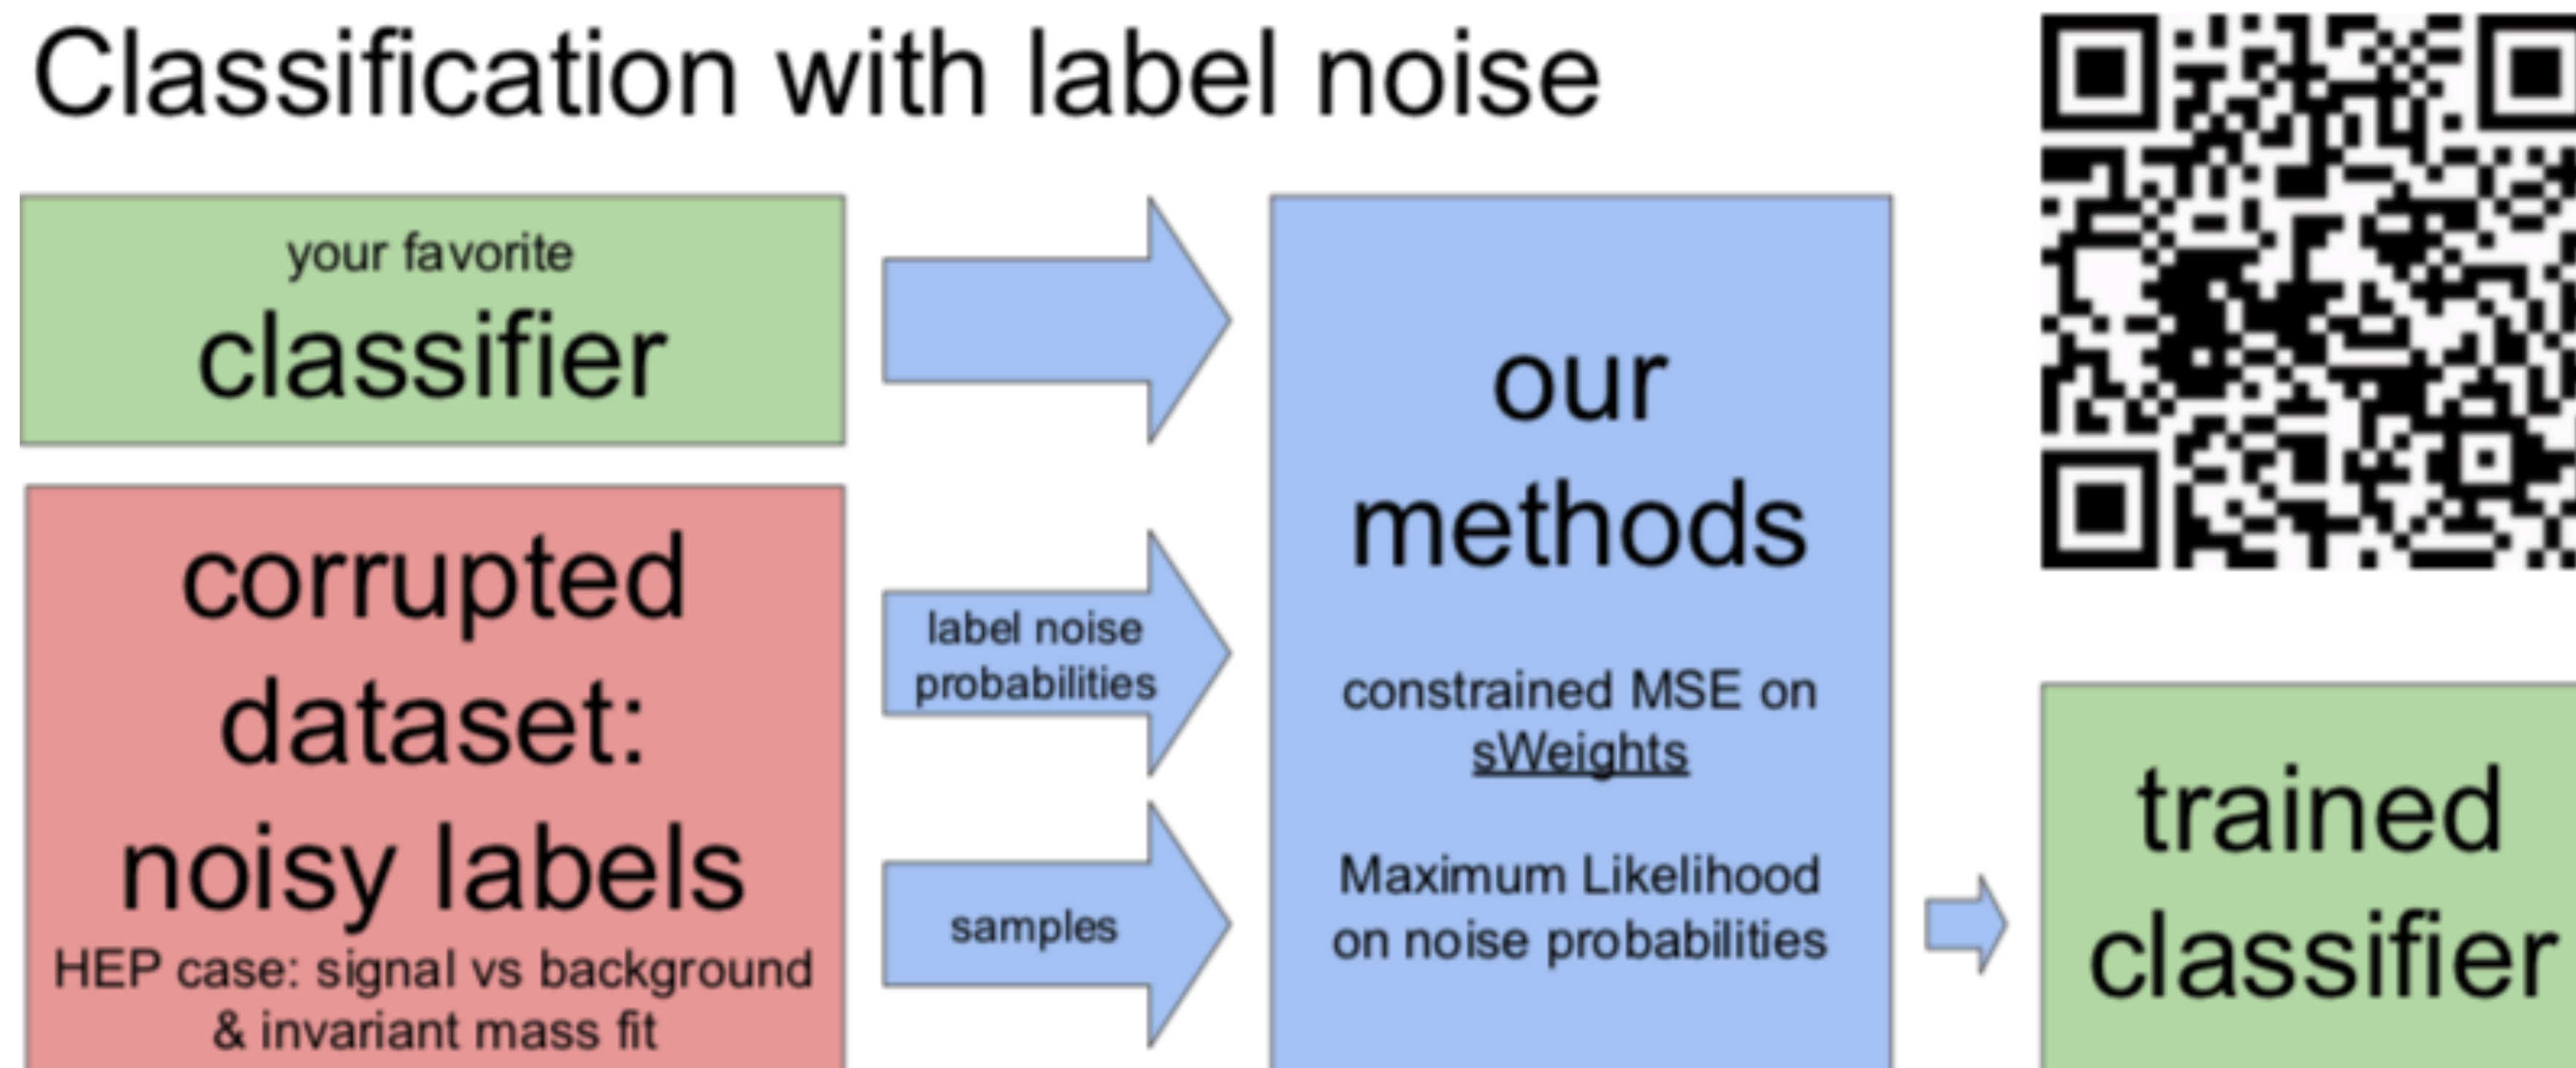 Classification with label noise
your favorite
classifier
corrupted
dataset:
noisy labels
HEP case: signal vs background
& invariant mass fit
label noise
probabilities
samples
our
methods
constrained MSE on
sWeights
Maximum Likelihood
on noise probabilities
trained
classifier